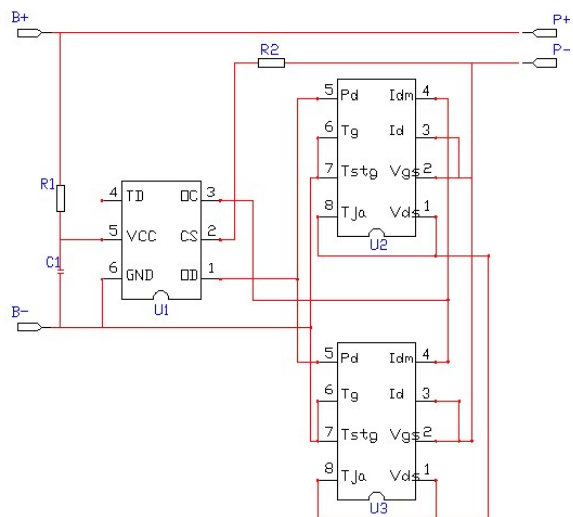 B+ P+
R2 P-
5 Pd Idm 4
6 Tg Id 3
7 Tstg Vgs 2
8 TJa Vds 1
U2
R1
4 TD OC 3
5 VCC CS 2
6 GND OD 1
U1
C1
B-
5 Pd Idm 4
6 Tg Id 3
7 Tstg Vgs 2
8 TJa Vds 1
U3